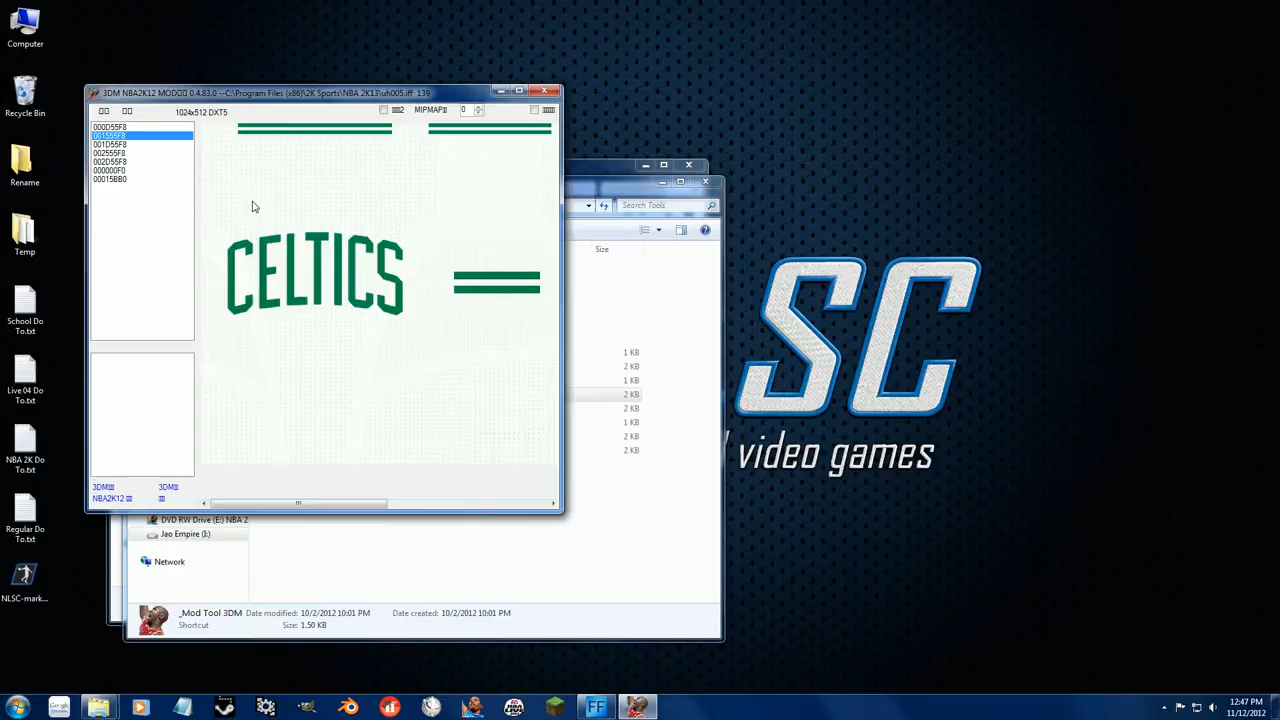 Computer
Recycle Bin
Rename
Temp
School Do
To.txt
Live 04 Do
To.txt
NBA 2K Do
To.txt
Regular Do
To.txt
NLSC-mark...
3DM NBA2K12 MOD 0.4.83.0 --C:\Program Files (x86)\2K Sports\NBA 2K13\uh005.iff 139
1024x512 DXT5
2
MIPMAP
0
000D55F8
001555F8
001D55F8
002555F8
002D55F8
000000F0
00015BB0
CELTICS
3DM
NBA2K12
3DM
Search Tools
Size
1 KB
2 KB
1 KB
2 KB
2 KB
1 KB
2 KB
2 KB
DVD RW Drive (E:) NBA 2
Jao Empire (I:)
Network
_Mod Tool 3DM
Date modified: 10/2/2012 10:01 PM
Date created: 10/2/2012 10:01 PM
Shortcut
Size: 1.50 KB
SC
video games
Google
FF
12:47 PM
11/12/2012